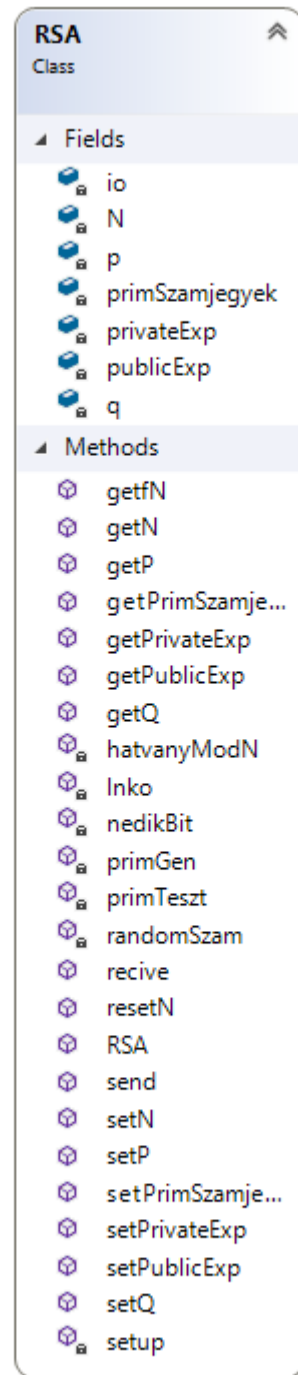 RSA
Class
Fields
io
N
p
primSzamjegyek
privateExp
publicExp
q
Methods
getfN
getN
getP
getPrimSzamje...
getPrivateExp
getPublicExp
getQ
hatvanyModN
lnko
nedikBit
primGen
primTeszt
randomSzam
recive
resetN
RSA
send
setN
setP
setPrimSzamje...
setPrivateExp
setPublicExp
setQ
setup